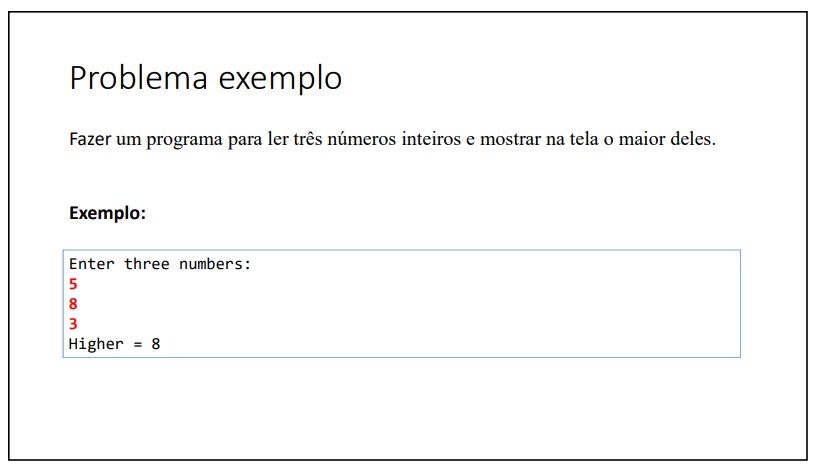 Problema exemplo
Fazer um programa para ler três números inteiros e mostrar na tela o maior deles.
Exemplo:
Enter three numbers:
5
8
3
Higher = 8